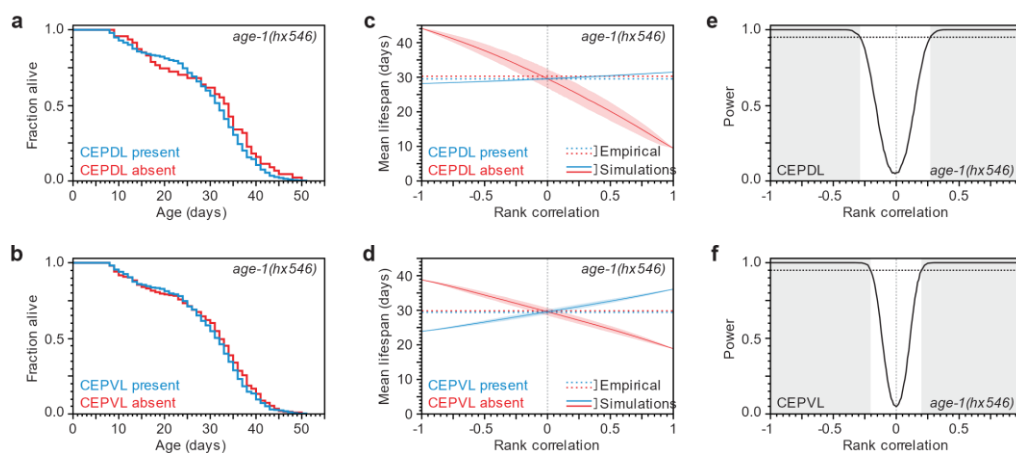 a
age-1(hx546)
1.0
0.5
0.0
Fraction alive
CEPDL present
CEPDL absent
0 10 20 30 40 50
Age (days)
c
age-1(hx546)
40
30
20
10
0
Mean lifespan (days)
CEPDL present
CEPDL absent
]Empirical
]Simulations
-1 -0.5 0 0.5 1
Rank correlation
e
1.0
0.5
0.0
Power
CEPDL
age-1(hx546)
-1 -0.5 0 0.5 1
Rank correlation
b
age-1(hx546)
1.0
0.5
0.0
Fraction alive
CEPVL present
CEPVL absent
0 10 20 30 40 50
Age (days)
d
age-1(hx546)
40
30
20
10
0
Mean lifespan (days)
CEPVL present
CEPVL absent
]Empirical
]Simulations
-1 -0.5 0 0.5 1
Rank correlation
f
1.0
0.5
0.0
Power
CEPVL
age-1(hx546)
-1 -0.5 0 0.5 1
Rank correlation